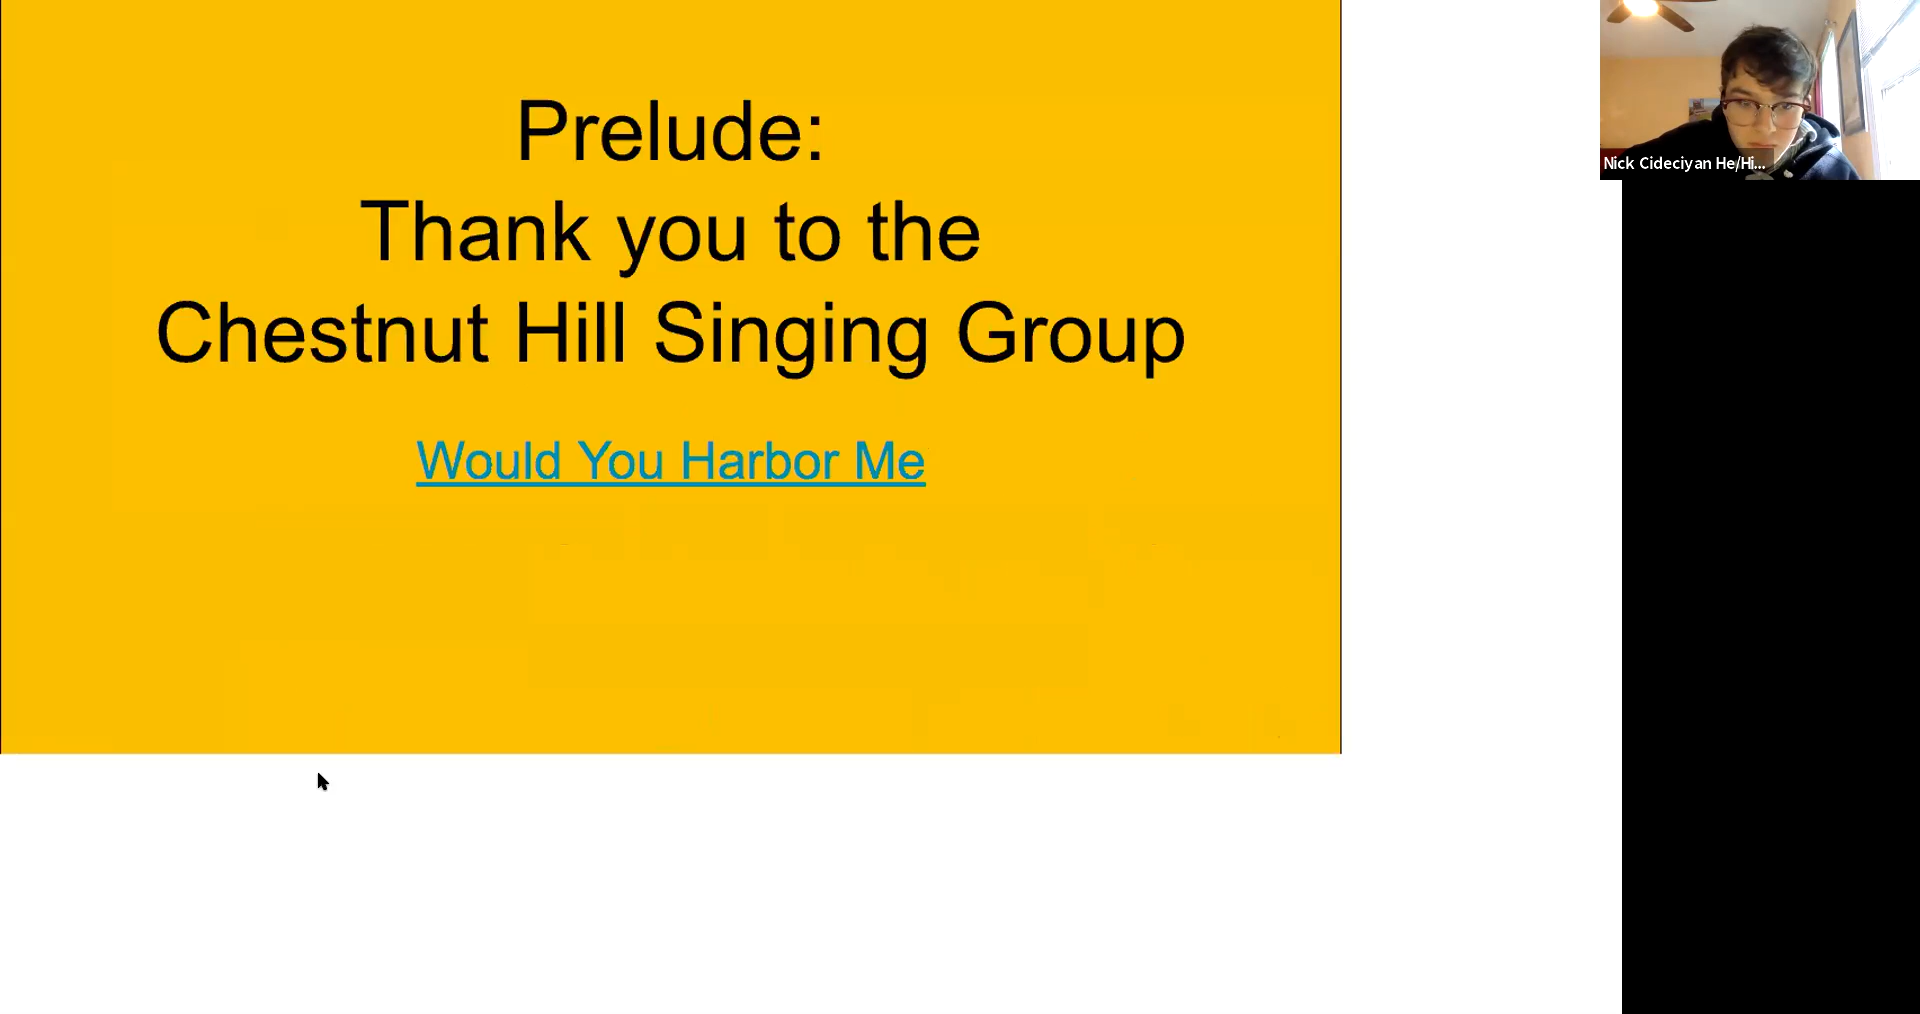 Prelude:
Thank you to the
Chestnut Hill Singing Group
Would You Harbor Me
Nick Cideciyan He/Hi...